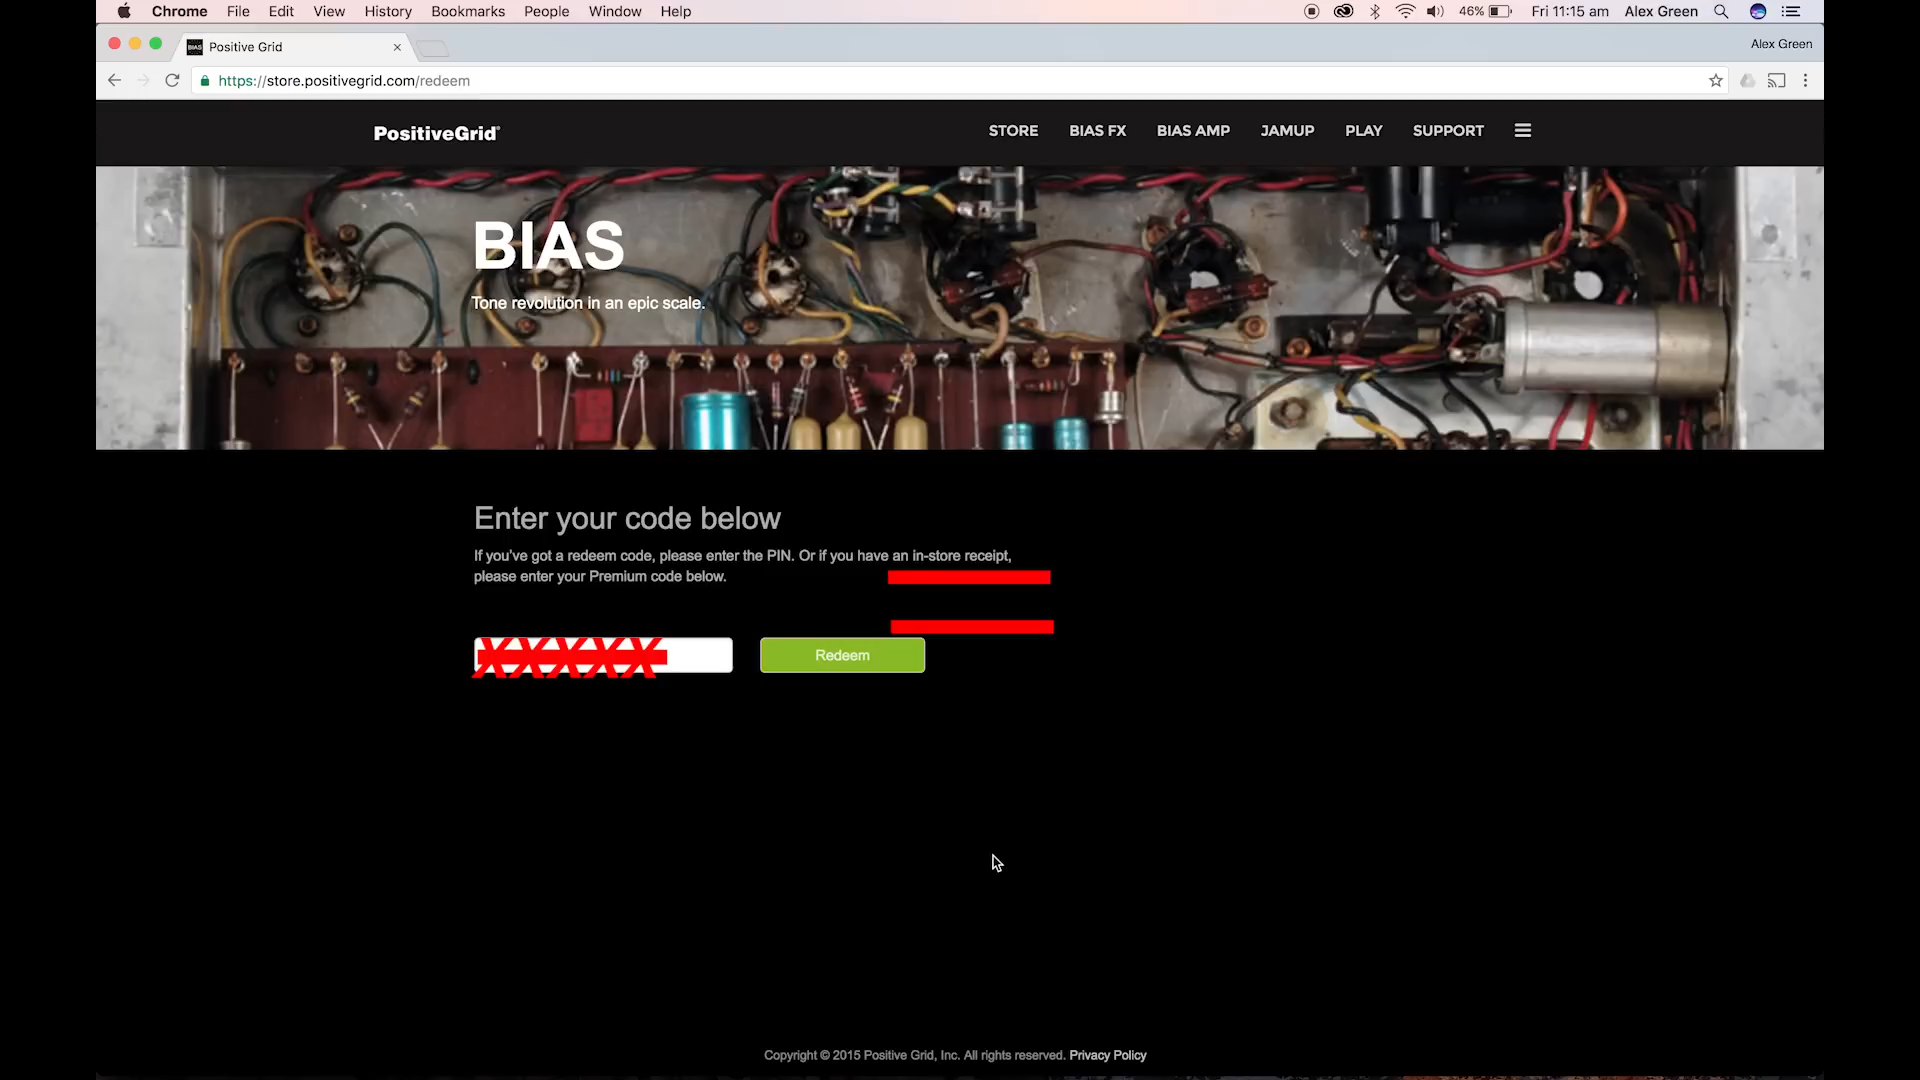 Chrome File Edit View History Bookmarks People Window Help 46% Fri 11:15 am Alex Green
BIAS Positive Grid Alex Green
https://store.positivegrid.com/redeem
PositiveGrid® STORE BIAS FX BIAS AMP JAMUP PLAY SUPPORT
BIAS
Tone revolution in an epic scale.
Enter your code below
If you've got a redeem code, please enter the PIN. Or if you have an in-store receipt,
please enter your Premium code below.
XXXXX Redeem
Copyright © 2015 Positive Grid, Inc. All rights reserved. Privacy Policy